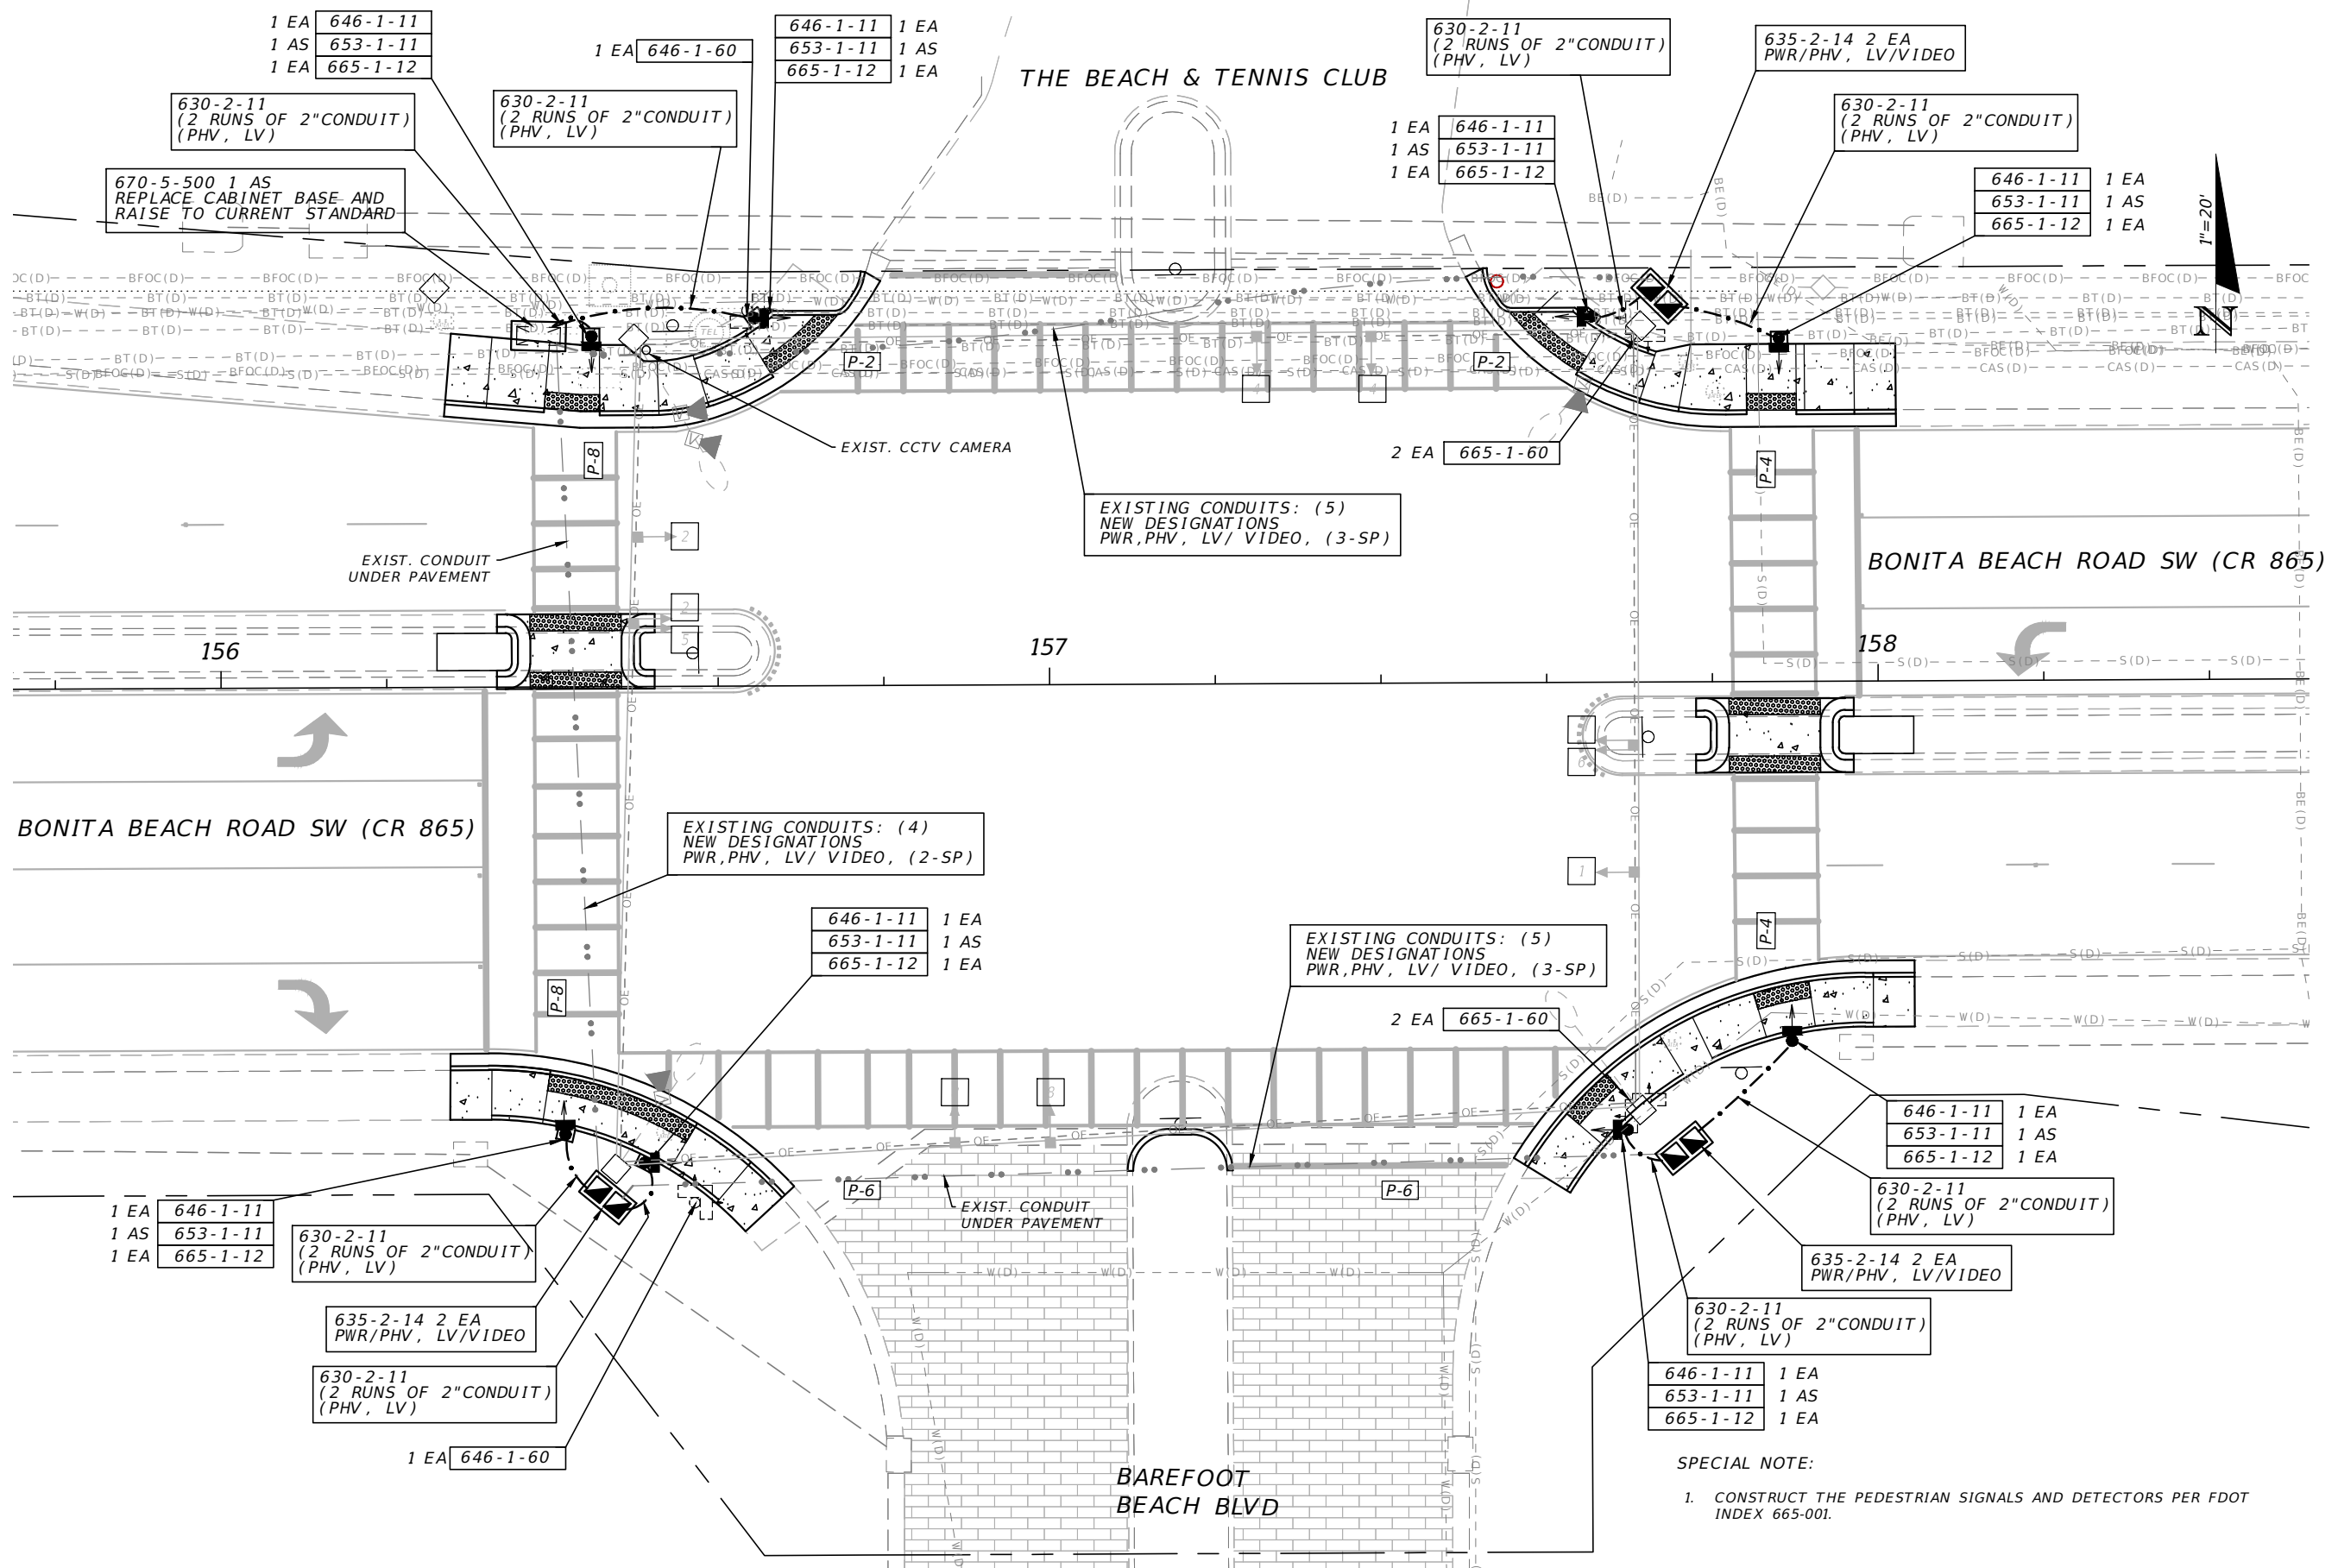 1 EA 646-1-11
1 AS 653-1-11
1 EA 665-1-12
630-2-11
(2 RUNS OF 2"CONDUIT)
(PHV, LV)
670-5-500 1 AS
REPLACE CABINET BASE AND
RAISE TO CURRENT STANDARD
1 EA 646-1-60
630-2-11
(2 RUNS OF 2"CONDUIT)
(PHV, LV)
646-1-11 1 EA
653-1-11 1 AS
665-1-12 1 EA
THE BEACH & TENNIS CLUB
630-2-11
(2 RUNS OF 2"CONDUIT)
(PHV, LV)
635-2-14 2 EA
PWR/PHV, LV/VIDEO
1 EA 646-1-11
1 AS 653-1-11
1 EA 665-1-12
630-2-11
(2 RUNS OF 2"CONDUIT)
(PHV, LV)
646-1-11 1 EA
653-1-11 1 AS
665-1-12 1 EA
1"=20'
N
BFOC(D)
BT(D)
W(D)
S(D)
CAS(D)
BE(D)
OE
TEL
P-2
P-2
4
4
EXIST. CCTV CAMERA
2 EA 665-1-60
P-8
P-4
EXISTING CONDUITS: (5)
NEW DESIGNATIONS
PWR,PHV, LV/ VIDEO, (3-SP)
2
EXIST. CONDUIT
UNDER PAVEMENT
BONITA BEACH ROAD SW (CR 865)
2
5
156
157
158
6
BONITA BEACH ROAD SW (CR 865)
EXISTING CONDUITS: (4)
NEW DESIGNATIONS
PWR,PHV, LV/ VIDEO, (2-SP)
1
646-1-11 1 EA
653-1-11 1 AS
665-1-12 1 EA
EXISTING CONDUITS: (5)
NEW DESIGNATIONS
PWR,PHV, LV/ VIDEO, (3-SP)
P-4
P-8
2 EA 665-1-60
8
P-6
P-6
EXIST. CONDUIT
UNDER PAVEMENT
1 EA 646-1-11
1 AS 653-1-11
1 EA 665-1-12
630-2-11
(2 RUNS OF 2"CONDUIT)
(PHV, LV)
635-2-14 2 EA
PWR/PHV, LV/VIDEO
630-2-11
(2 RUNS OF 2"CONDUIT)
(PHV, LV)
1 EA 646-1-60
646-1-11 1 EA
653-1-11 1 AS
665-1-12 1 EA
630-2-11
(2 RUNS OF 2"CONDUIT)
(PHV, LV)
635-2-14 2 EA
PWR/PHV, LV/VIDEO
630-2-11
(2 RUNS OF 2"CONDUIT)
(PHV, LV)
646-1-11 1 EA
653-1-11 1 AS
665-1-12 1 EA
BAREFOOT
BEACH BLVD
SPECIAL NOTE:
1. CONSTRUCT THE PEDESTRIAN SIGNALS AND DETECTORS PER FDOT
INDEX 665-001.